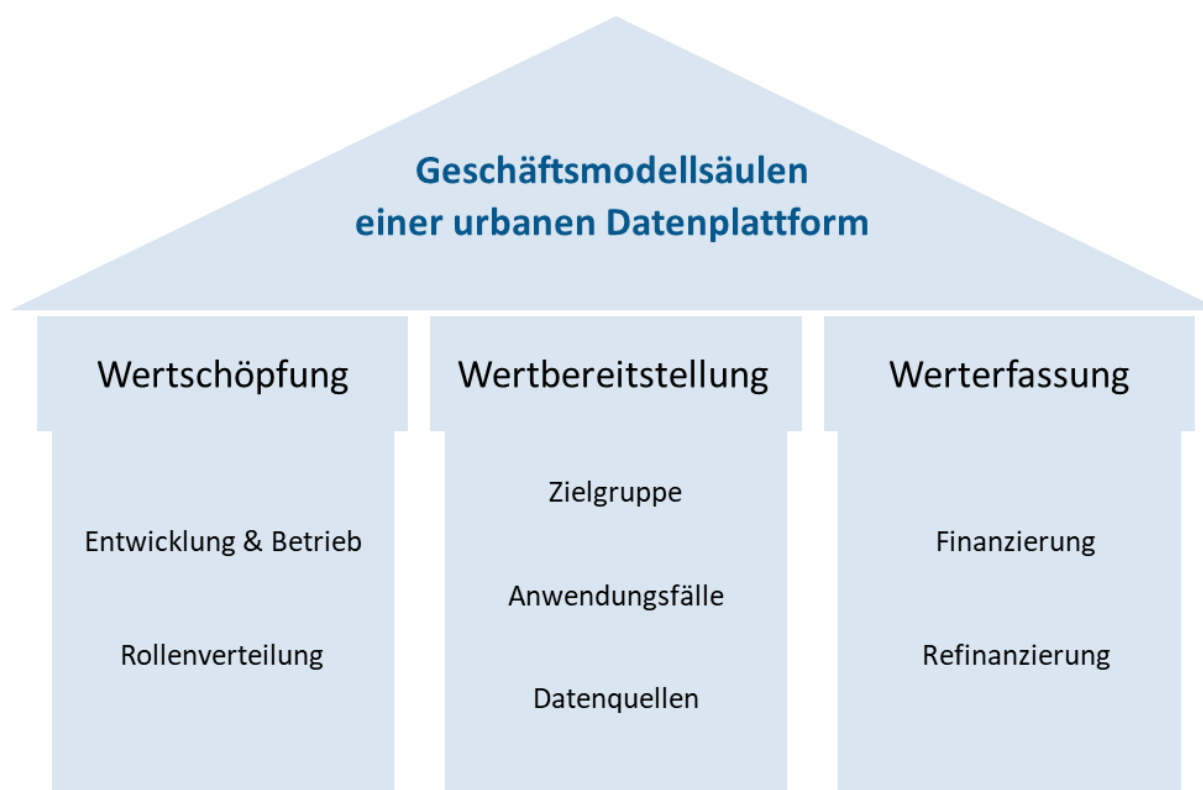 Geschäftsmodellsäulen
einer urbanen Datenplattform
Wertschöpfung
Entwicklung & Betrieb
Rollenverteilung
Wertbereitstellung
Zielgruppe
Anwendungsfälle
Datenquellen
Werterfassung
Finanzierung
Refinanzierung